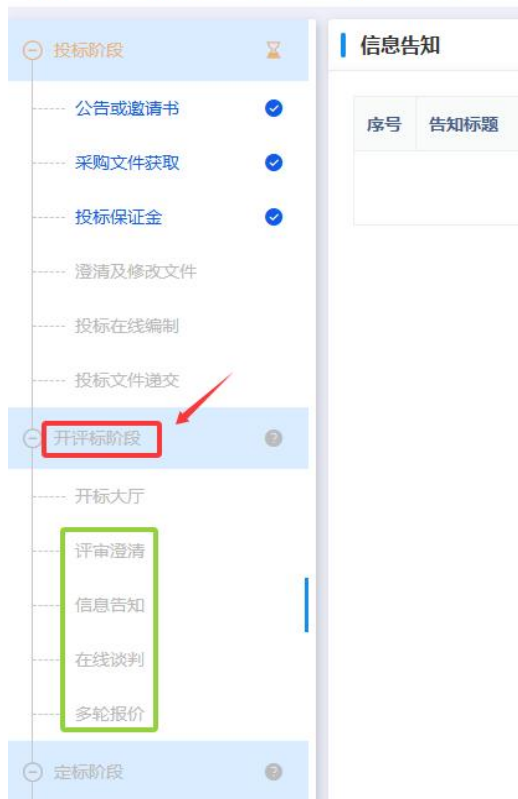 投标阶段
公告或邀请书
采购文件获取
投标保证金
澄清及修改文件
投标在线编制
投标文件递交
开评标阶段
开标大厅
评审澄清
信息告知
在线谈判
多轮报价
定标阶段
信息告知
序号 告知标题